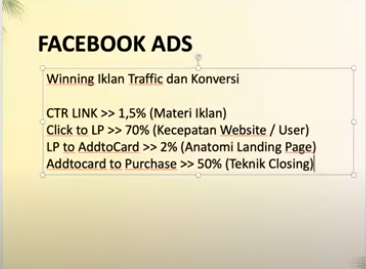 FACEBOOK ADS
Winning Iklan Traffic dan Konversi
CTR LINK >> 1,5% (Materi Iklan)
Click to LP >> 70% (Kecepatan Website / User)
LP to AddtoCard >> 2% (Anatomi Landing Page)
Addtocard to Purchase >> 50% (Teknik Closing)